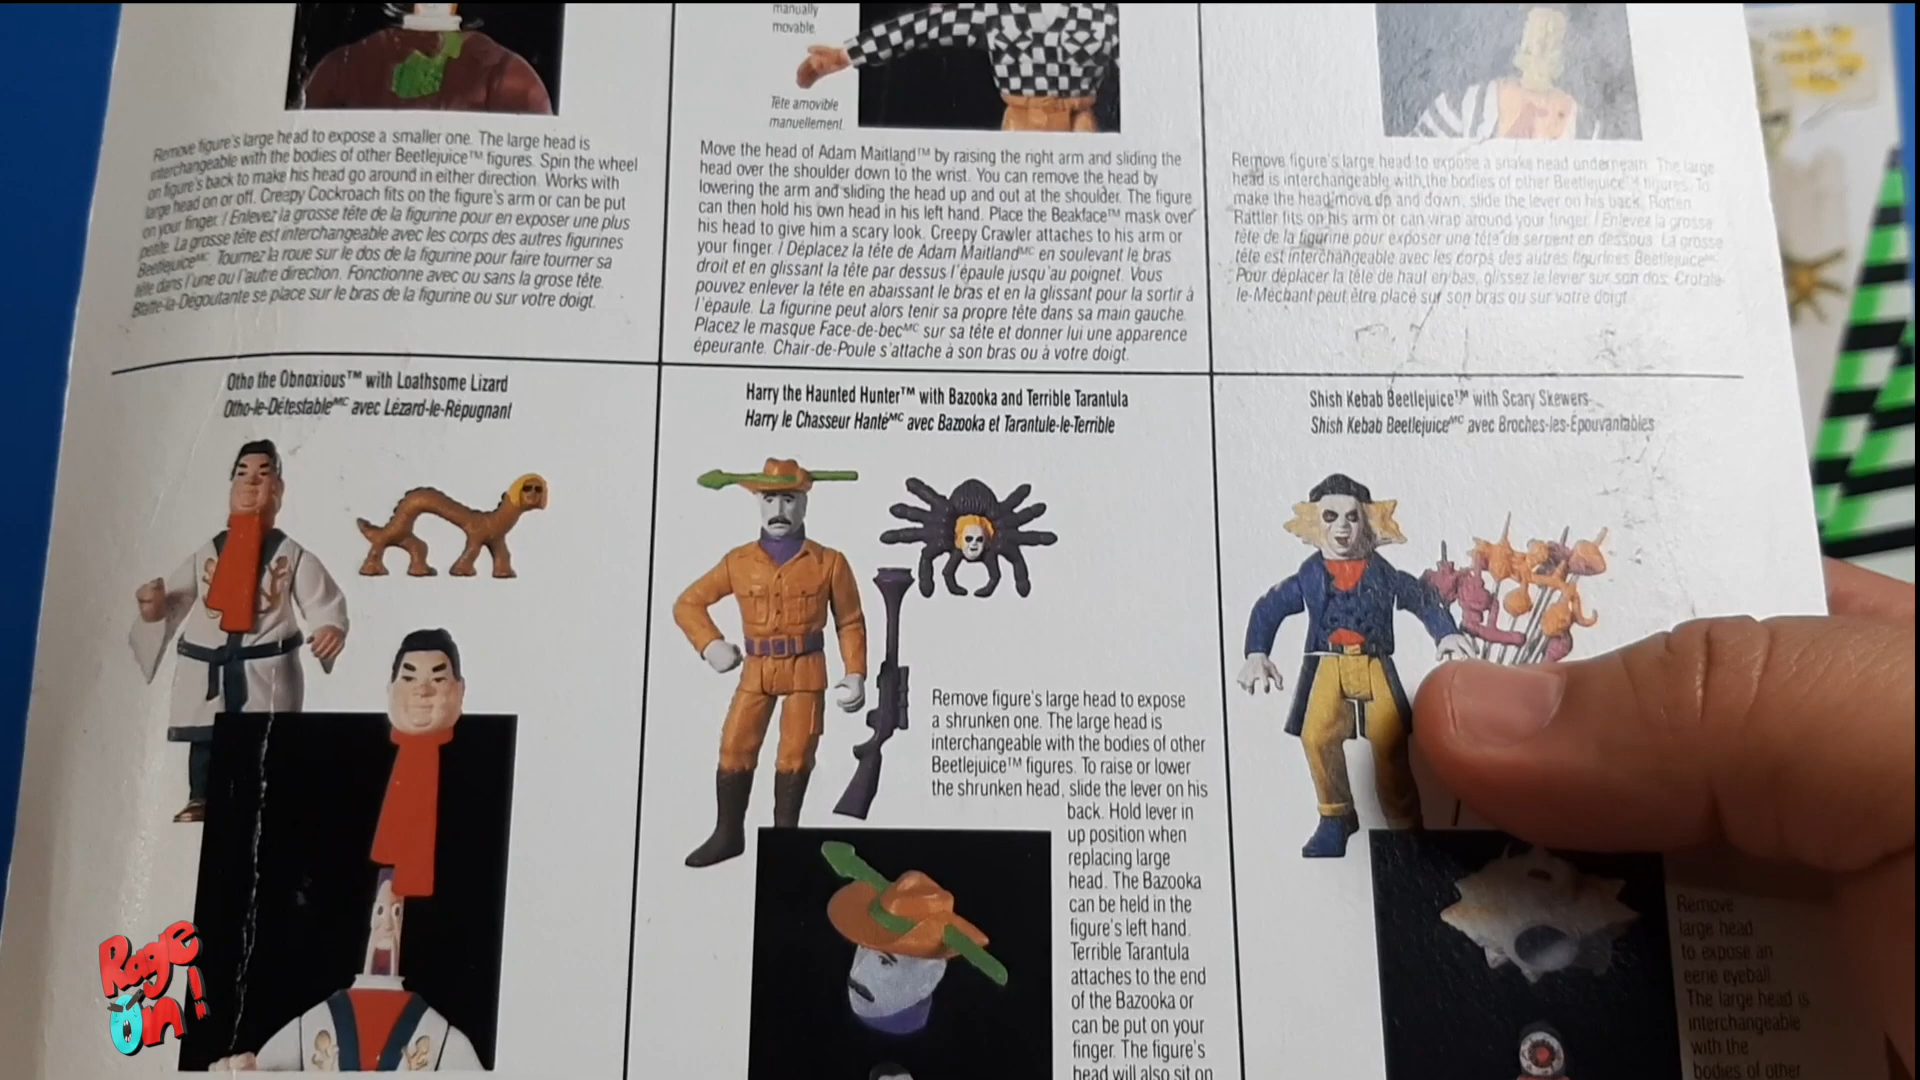 manually
movable
Tête amovible
manuellement
Remove figure's large head to expose a smaller one. The large head is
interchangeable with the bodies of other Beetlejuice™ figures. Spin the wheel
on figure's back to make his head go around in either direction. Works with
large head on or off. Creepy Cockroach fits on the figure's arm or can be put
on your finger. / Enlevez la grosse tête de la figurine pour en exposer une plus
petite. La grosse tête est interchangeable avec les corps des autres figurines
Beetlejuiceᴹᶜ. Tournez la roue sur le dos de la figurine pour faire tourner sa
tête dans l'une ou l'autre direction. Fonctionne avec ou sans la grose tête.
Blatte-la-Dégoutante se place sur le bras de la figurine ou sur votre doigt.
Move the head of Adam Maitland™ by raising the right arm and sliding the
head over the shoulder down to the wrist. You can remove the head by
lowering the arm and sliding the head up and out at the shoulder. The figure
can then hold his own head in his left hand. Place the Beakface™ mask over
his head to give him a scary look. Creepy Crawler attaches to his arm or
your finger. / Déplacez la tête de Adam Maitlandᴹᶜ en soulevant le bras
droit et en glissant la tête par dessus l'épaule jusqu'au poignet. Vous
pouvez enlever la tête en abaissant le bras et en la glissant pour la sortir à
l'épaule. La figurine peut alors tenir sa propre tête dans sa main gauche.
Placez le masque Face-de-becᴹᶜ sur sa tête et donner lui une apparence
épeurante. Chair-de-Poule s'attache à son bras ou à votre doigt.
Remove figure's large head to expose a snake head underneath. The large
head is interchangeable with the bodies of other Beetlejuice™ figures. To
make the head move up and down, slide the lever on his back. Rotten
Rattler fits on his arm or can wrap around your finger. / Enlevez la grosse
tête de la figurine pour exposer une tête de serpent en dessous. La grosse
tête est interchangeable avec les corps des autres figurines Beetlejuiceᴹᶜ.
Pour déplacer la tête de haut en bas, glissez le levier sur son dos. Crotale-
le-Méchant peut être placé sur son bras ou sur votre doigt.
Otho the Obnoxious™ with Loathsome Lizard
Otho-le-Détestableᴹᶜ avec Lézard-le-Répugnant
Harry the Haunted Hunter™ with Bazooka and Terrible Tarantula
Harry le Chasseur Hantéᴹᶜ avec Bazooka et Tarantule-le-Terrible
Remove figure's large head to expose
a shrunken one. The large head is
interchangeable with the bodies of other
Beetlejuice™ figures. To raise or lower
the shrunken head, slide the lever on his
back. Hold lever in
up position when
replacing large
head. The Bazooka
can be held in the
figure's left hand.
Terrible Tarantula
attaches to the end
of the Bazooka or
can be put on your
finger. The figure's
head will also sit on
Shish Kebab Beetlejuice™ with Scary Skewers
Shish Kebab Beetlejuiceᴹᶜ avec Broches-les-Épouvantables
Remove
large head
to expose an
eerie eyeball.
The large head is
interchangeable
with the
bodies of other
Rage
On!